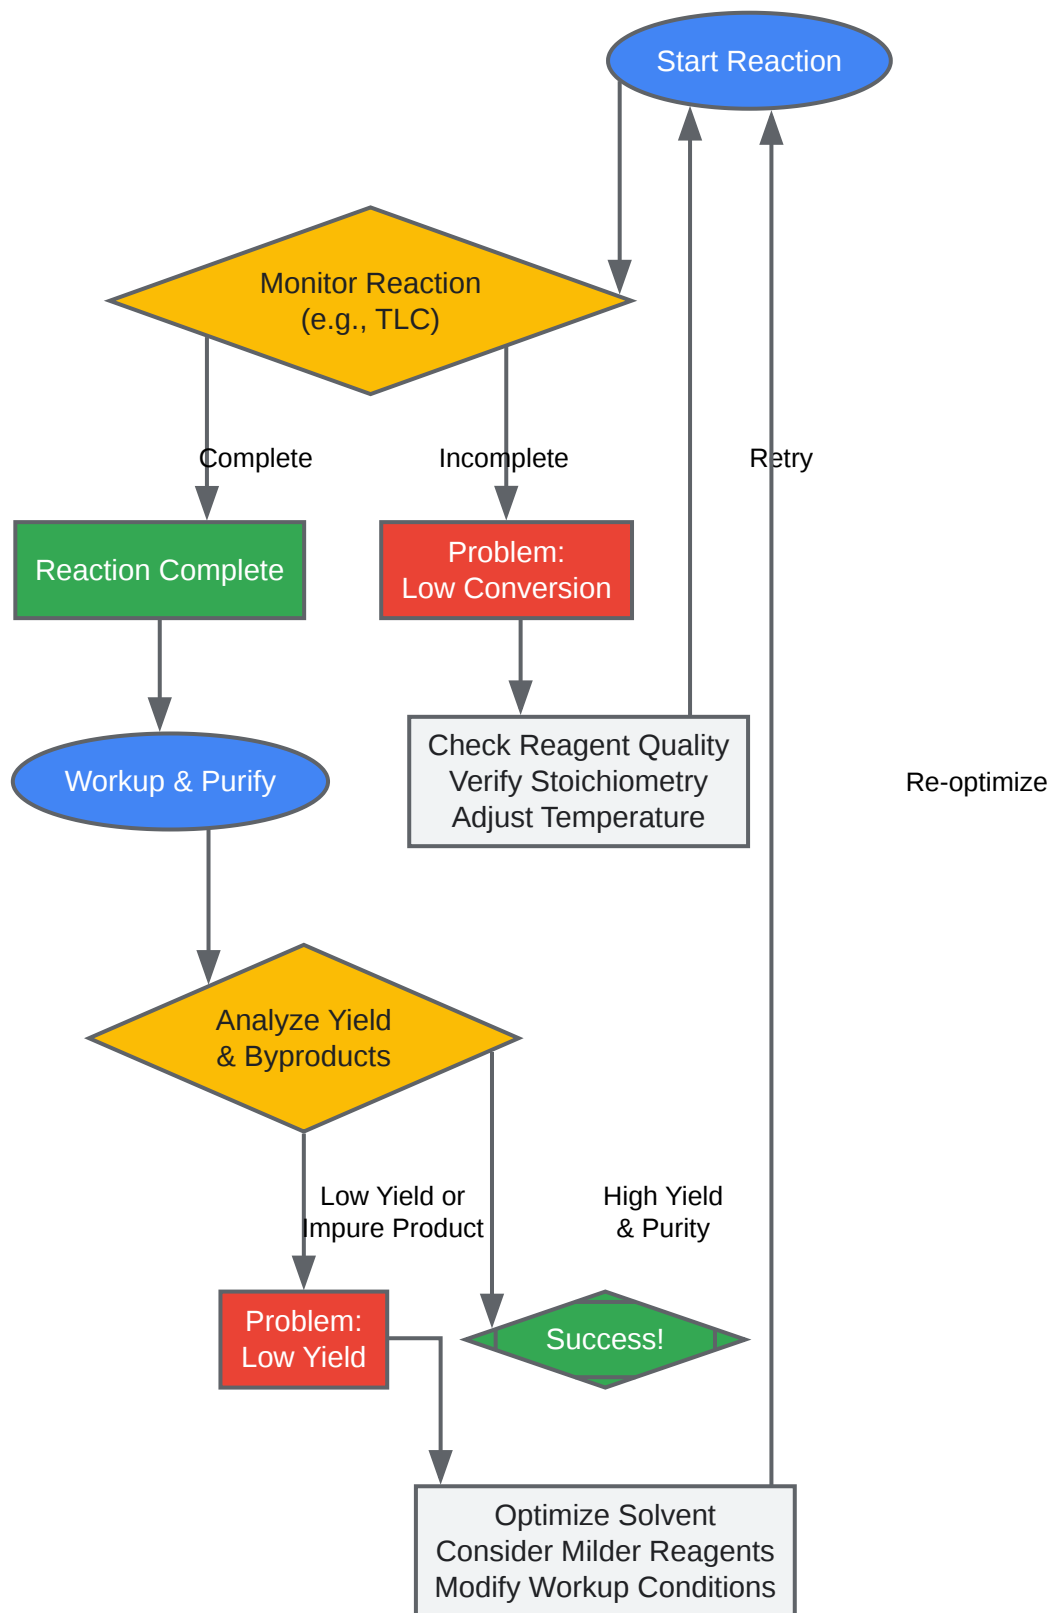 Start Reaction
Monitor Reaction
(e.g., TLC)
Complete
Incomplete
Retry
Reaction Complete
Problem:
Low Conversion
Check Reagent Quality
Verify Stoichiometry
Adjust Temperature
Workup & Purify
Re-optimize
Analyze Yield
& Byproducts
Low Yield or
Impure Product
High Yield
& Purity
Problem:
Low Yield
Success!
Optimize Solvent
Consider Milder Reagents
Modify Workup Conditions